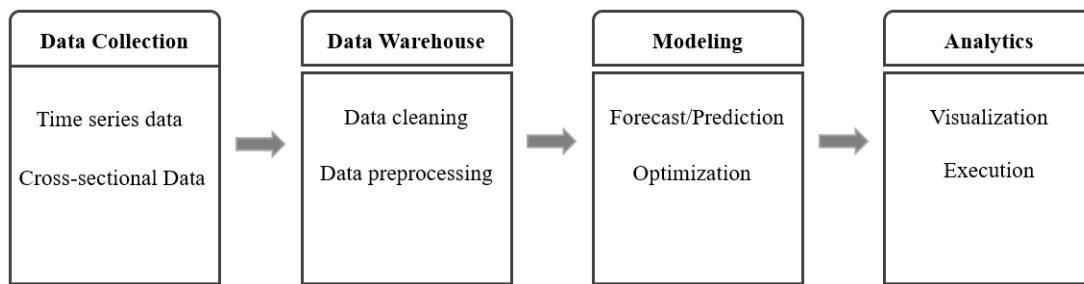 Data Collection
Time series data
Cross-sectional Data
Data Warehouse
Data cleaning
Data preprocessing
Modeling
Forecast/Prediction
Optimization
Analytics
Visualization
Execution